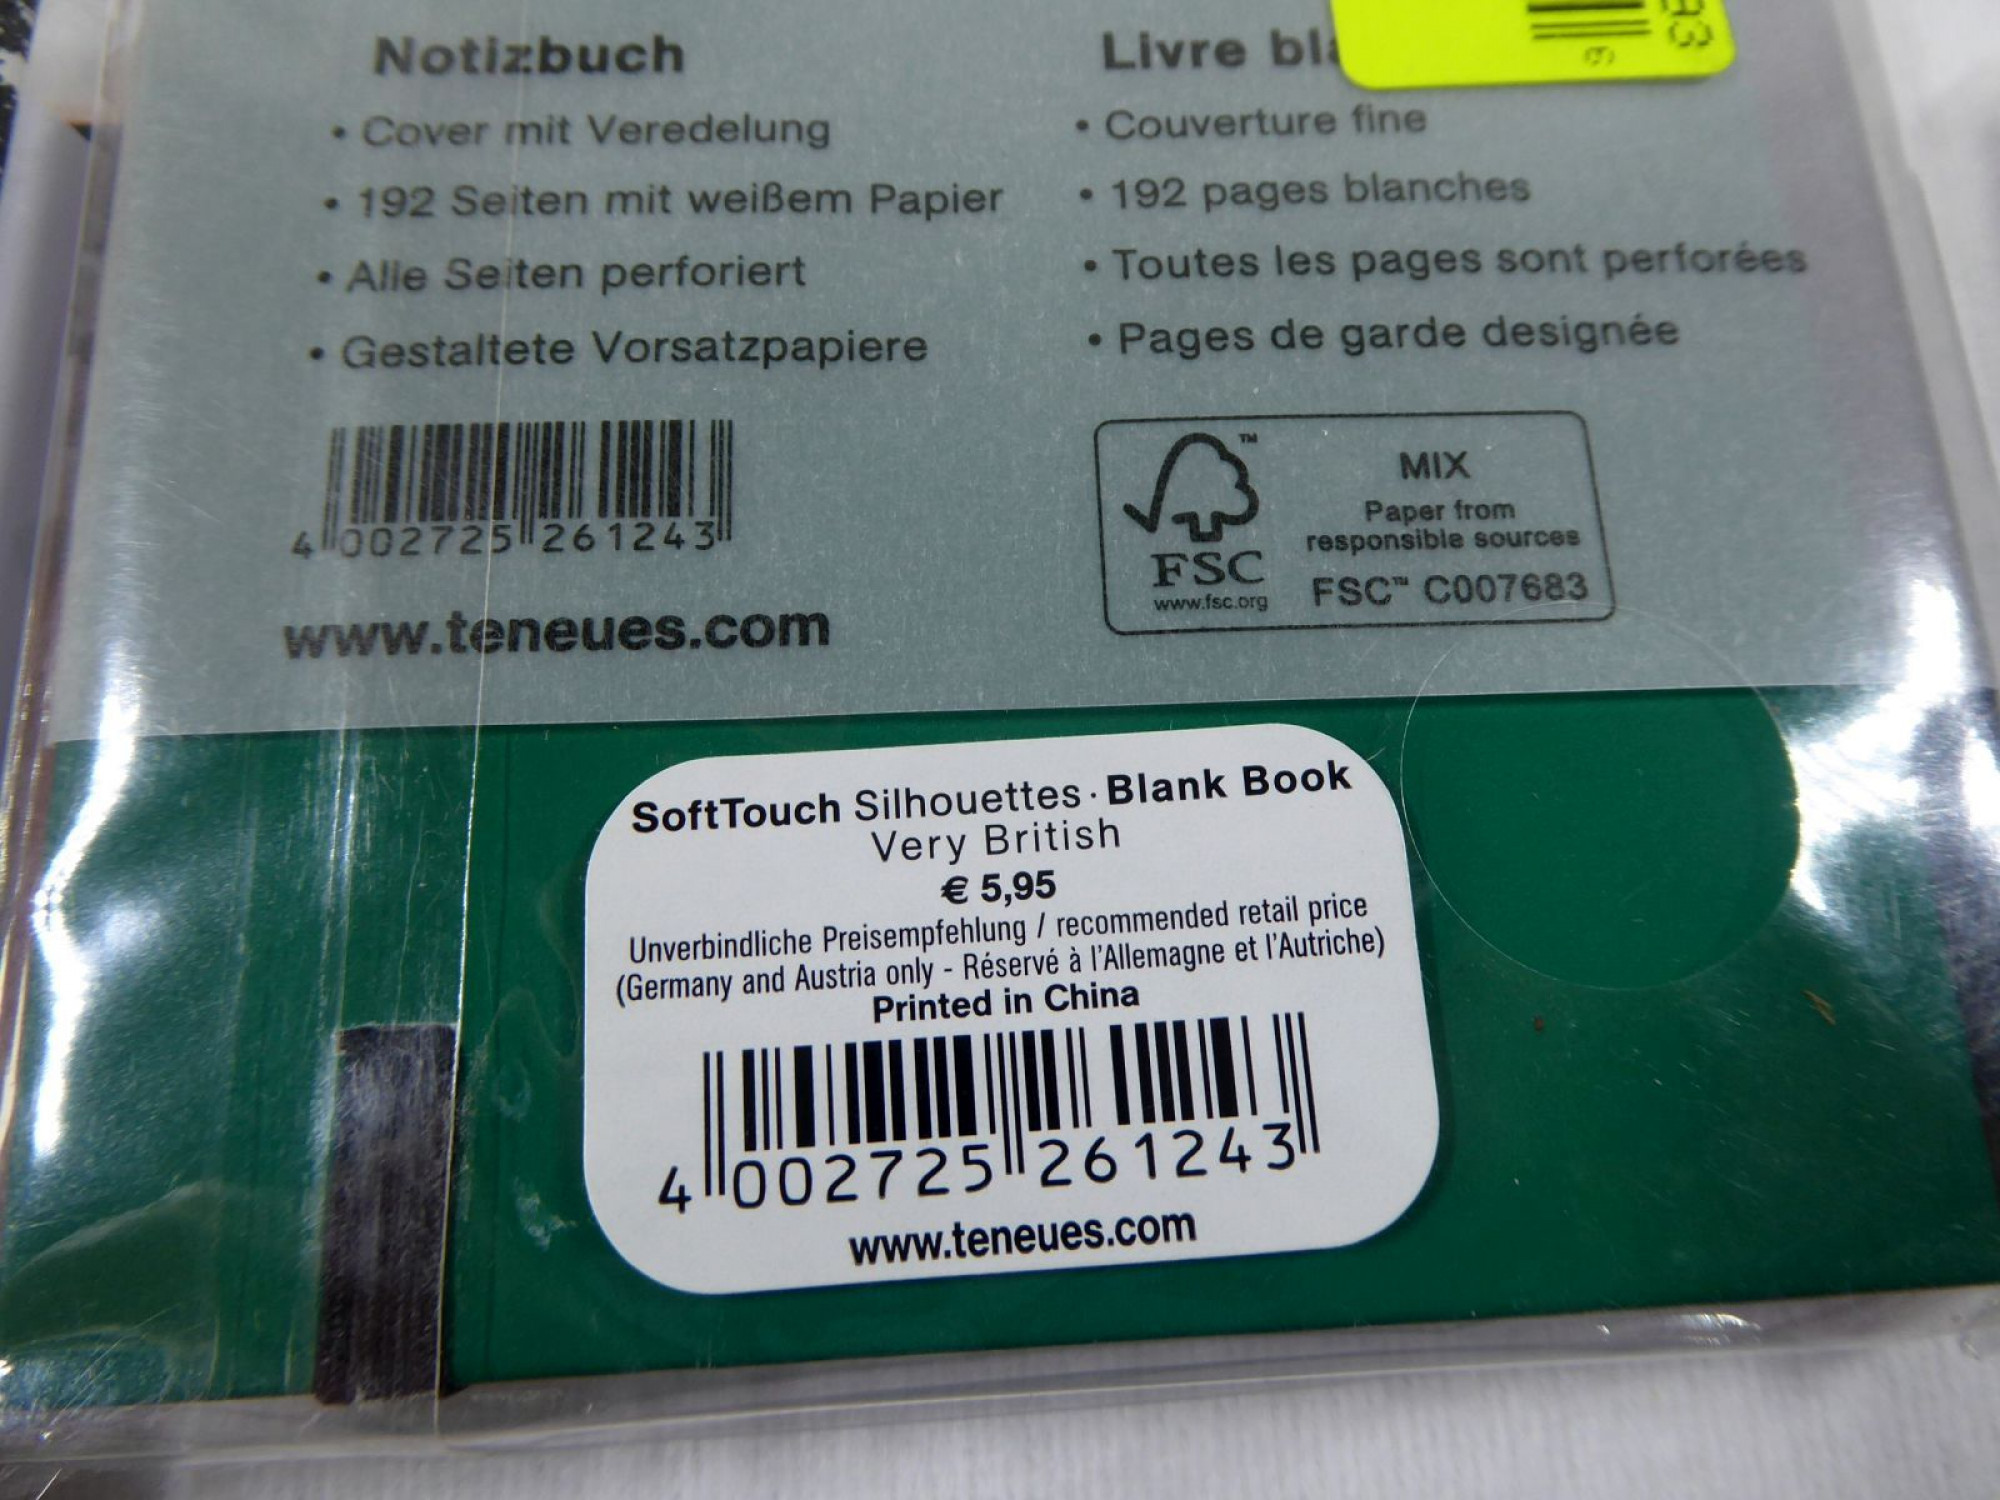 Notizbuch
• Cover mit Veredelung
• 192 Seiten mit weißem Papier
• Alle Seiten perforiert
• Gestaltete Vorsatzpapiere
4 002725 261243
www.teneues.com
Livre
• Couverture fine
• 192 pages blanches
• Toutes les pages sont perforées
• Pages de garde designée
TM
FSC
www.fsc.org
MIX
Paper from
responsible sources
FSC™ C007683
SoftTouch Silhouettes · Blank Book
Very British
€ 5,95
Unverbindliche Preisempfehlung / recommended retail price
(Germany and Austria only - Réservé à l'Allemagne et l'Autriche)
Printed in China
4 002725 261243
www.teneues.com